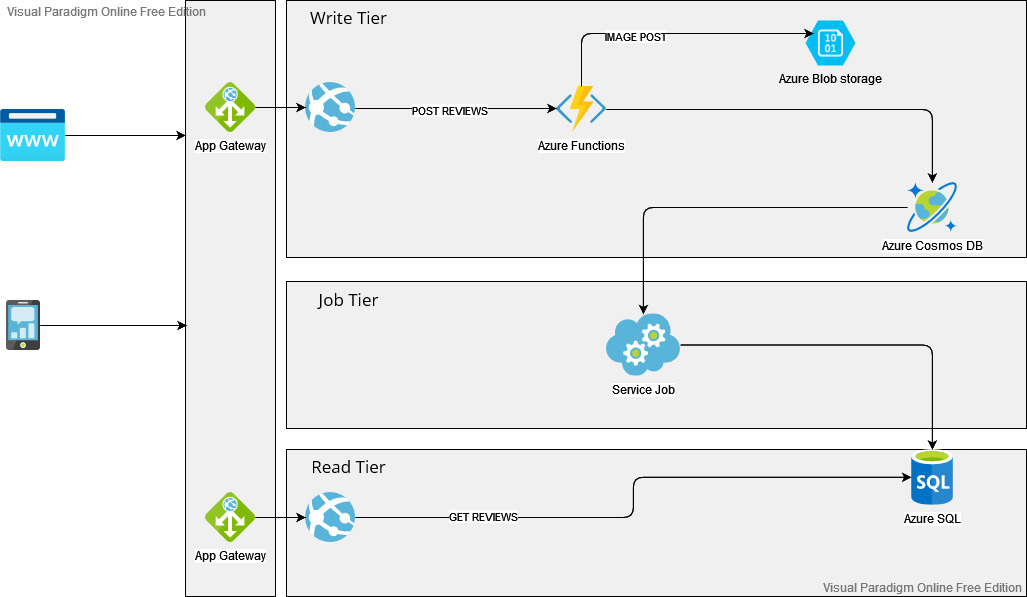 Visual Paradigm Online Free Edition
Write Tier
IMAGE POST
10
01
Azure Blob storage
POST REVIEWS
App Gateway
Azure Functions
WWW
Azure Cosmos DB
Job Tier
Service Job
Read Tier
SQL
GET REVIEWS
Azure SQL
App Gateway
Visual Paradigm Online Free Edition